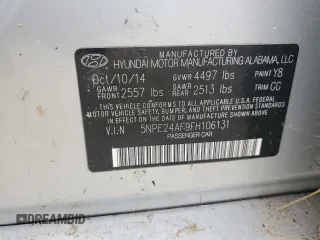 MANUFACTURED BY
HYUNDAI MOTOR MANUFACTURING ALABAMA, LLC
Oct/10/14 GVWR 4497 lbs PAINT Y8
GAWR FRONT 2557 lbs GAWR REAR 2513 lbs TRIM GC
THIS VEHICLE CONFORMS TO ALL APPLICABLE U.S. FEDERAL
MOTOR VEHICLE SAFETY, BUMPER, AND THEFT PREVENTION
STANDARDS IN EFFECT ON THE DATE OF MANUFACTURE
SHOWN ABOVE.
V.I.N 5NPE24AF9FH106131
PASSENGER CAR
DIAMONDBID